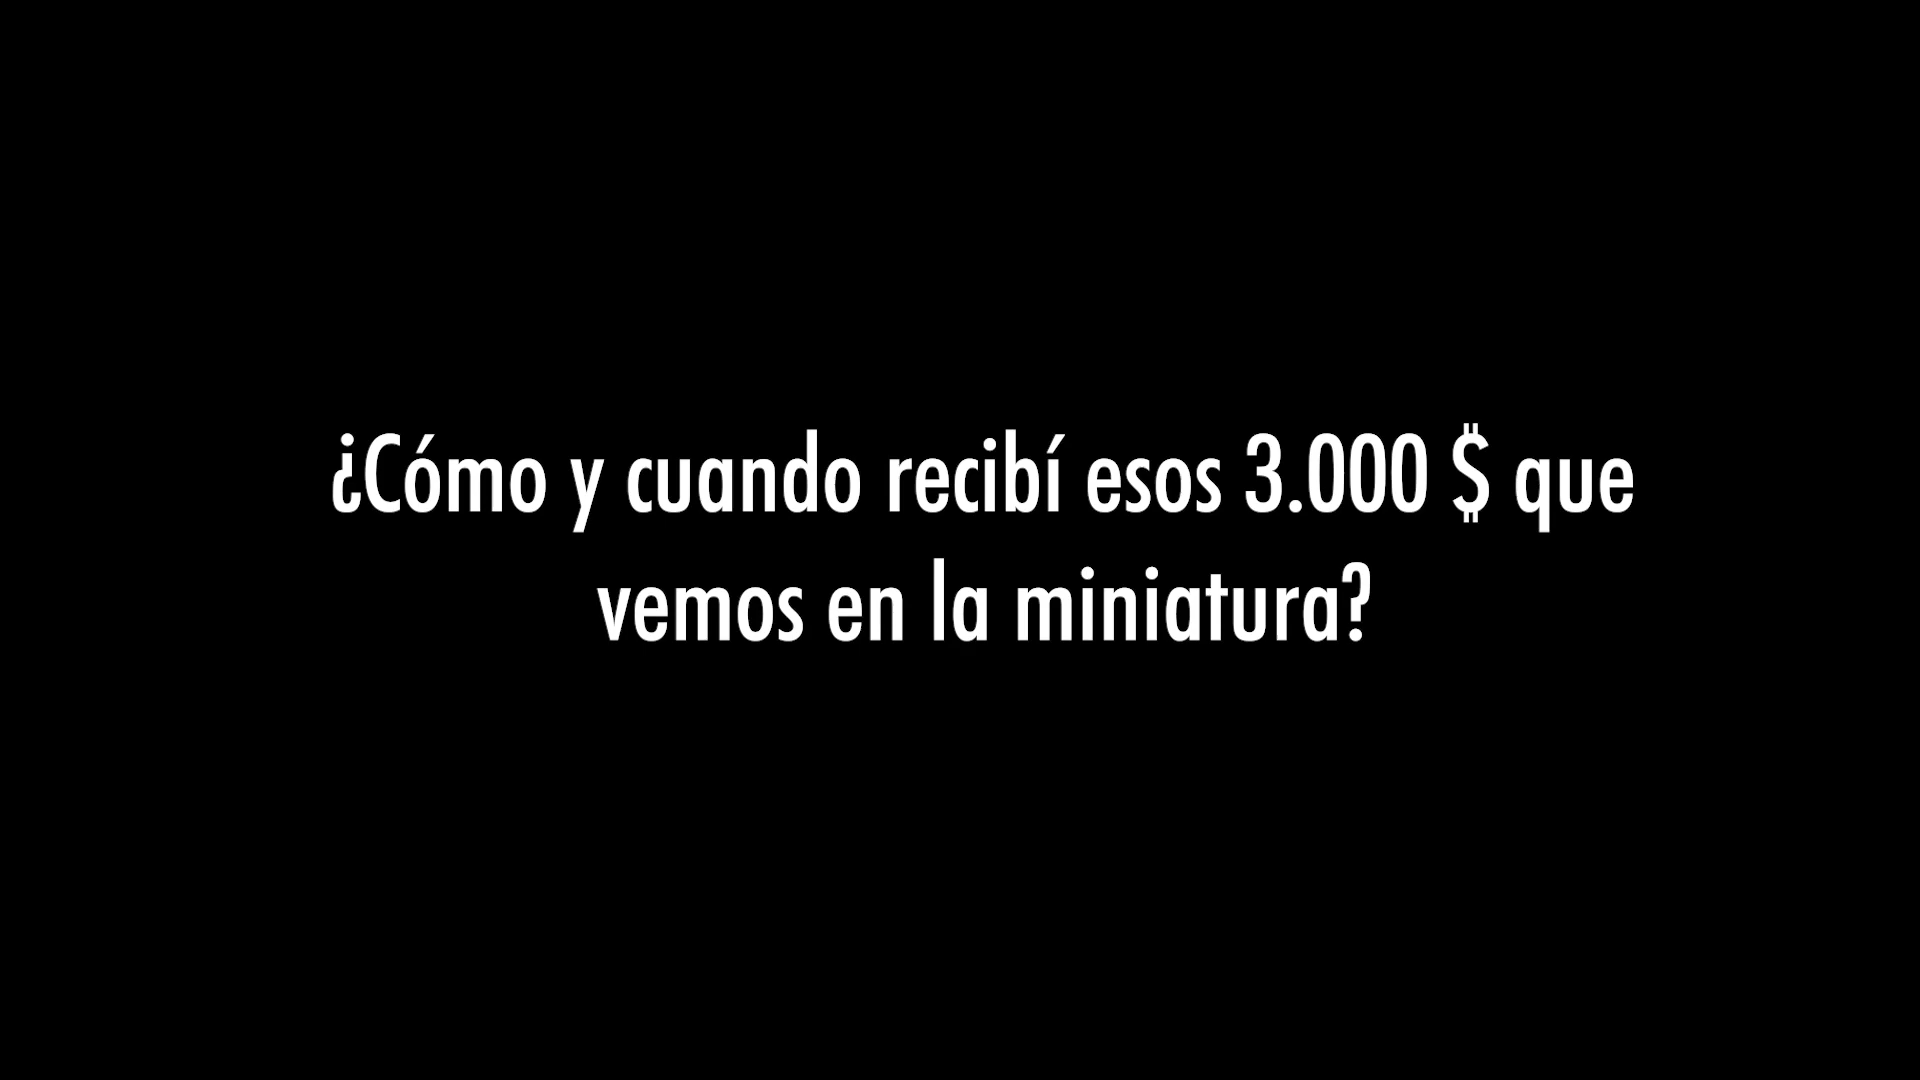 ¿Cómo y cuando recibí esos 3.000 $ que
vemos en la miniatura?